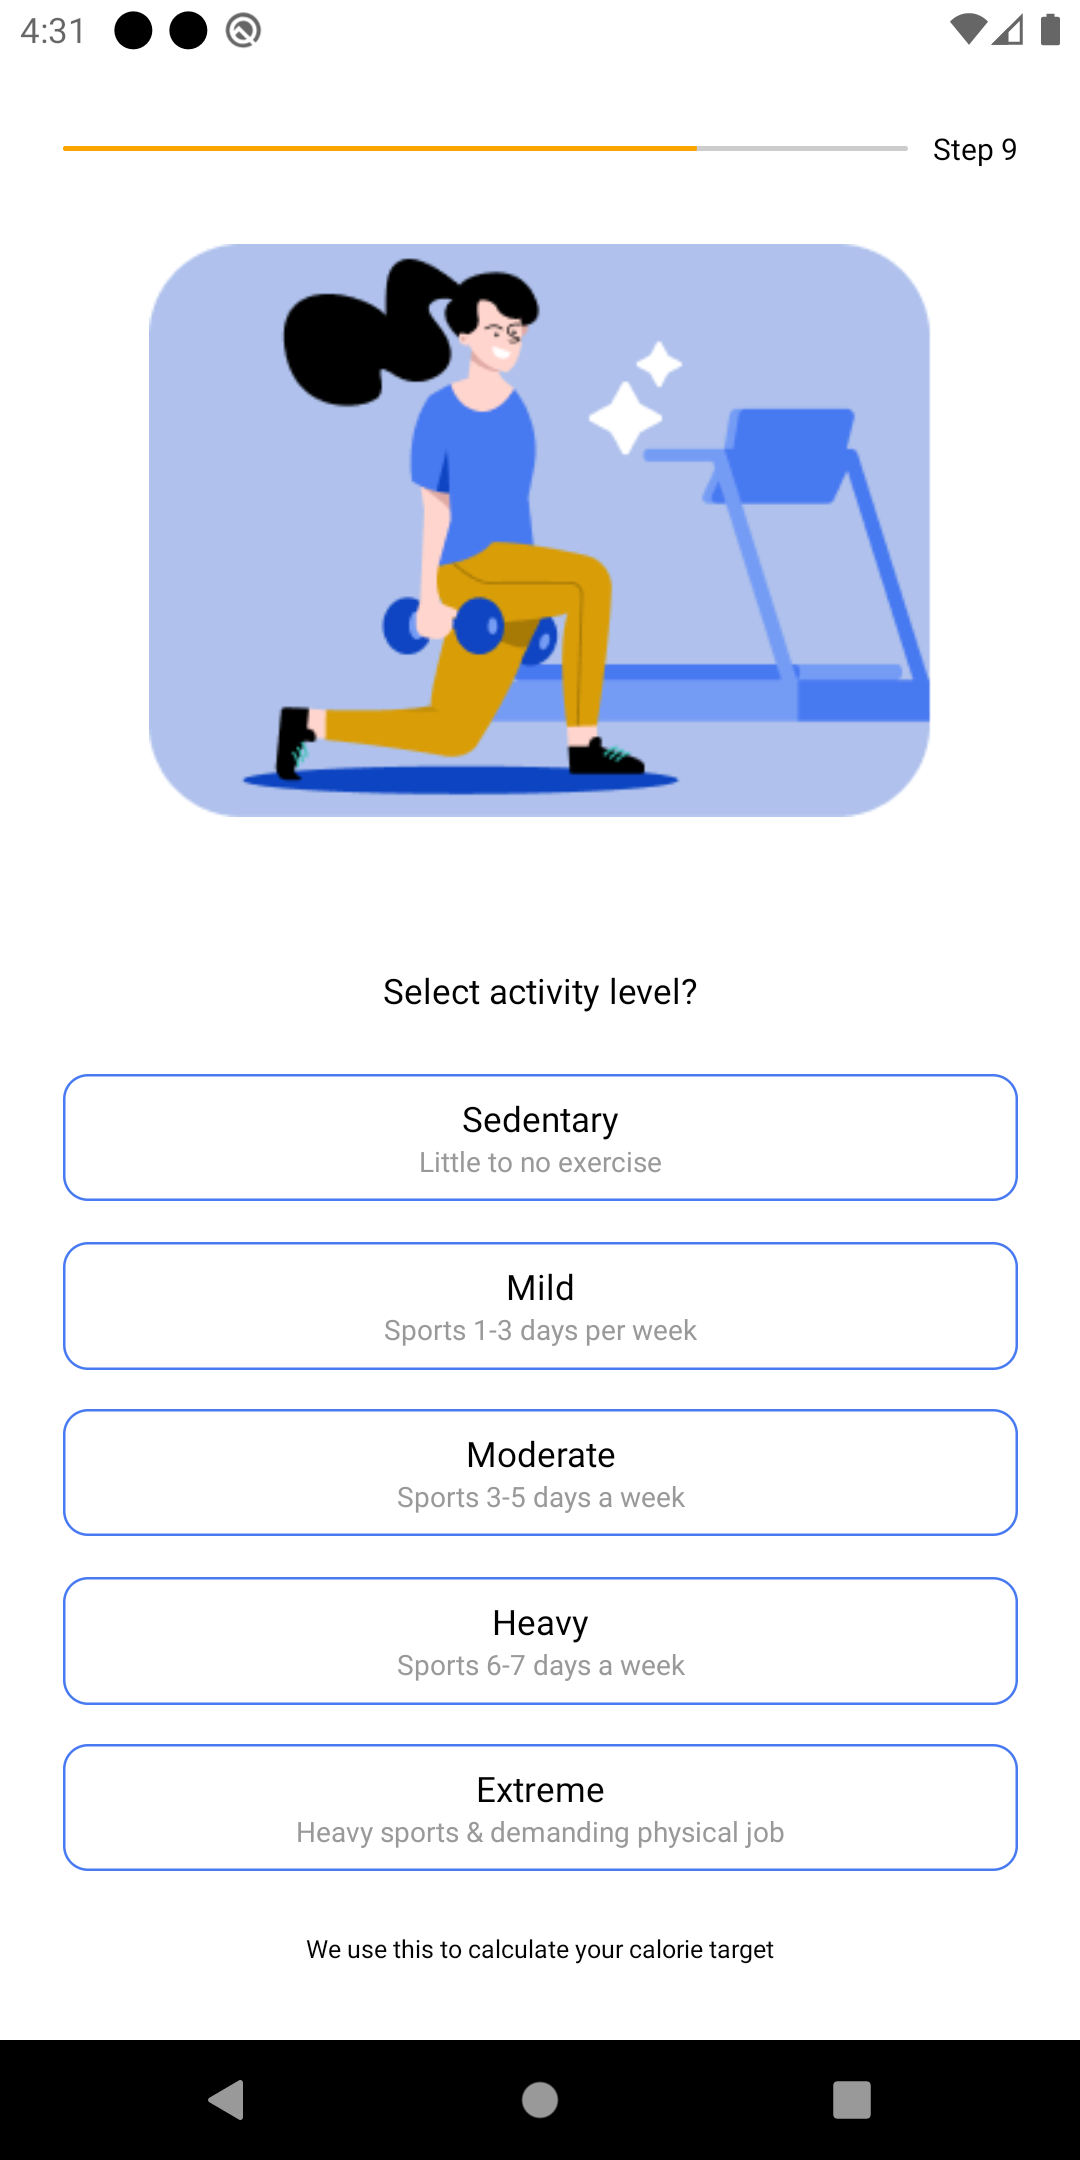 4:31
Step 9
Select activity level?
Sedentary
Little to no exercise
Mild
Sports 1-3 days per week
Moderate
Sports 3-5 days a week
Heavy
Sports 6-7 days a week
Extreme
Heavy sports & demanding physical job
We use this to calculate your calorie target